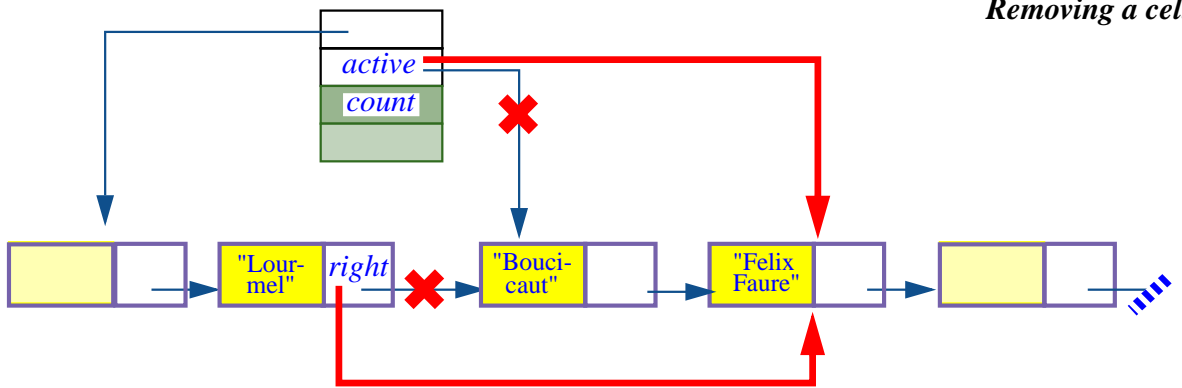 Removing a cel
active
count
"Lour-
mel"
right
"Bouci-
caut"
"Felix
Faure"